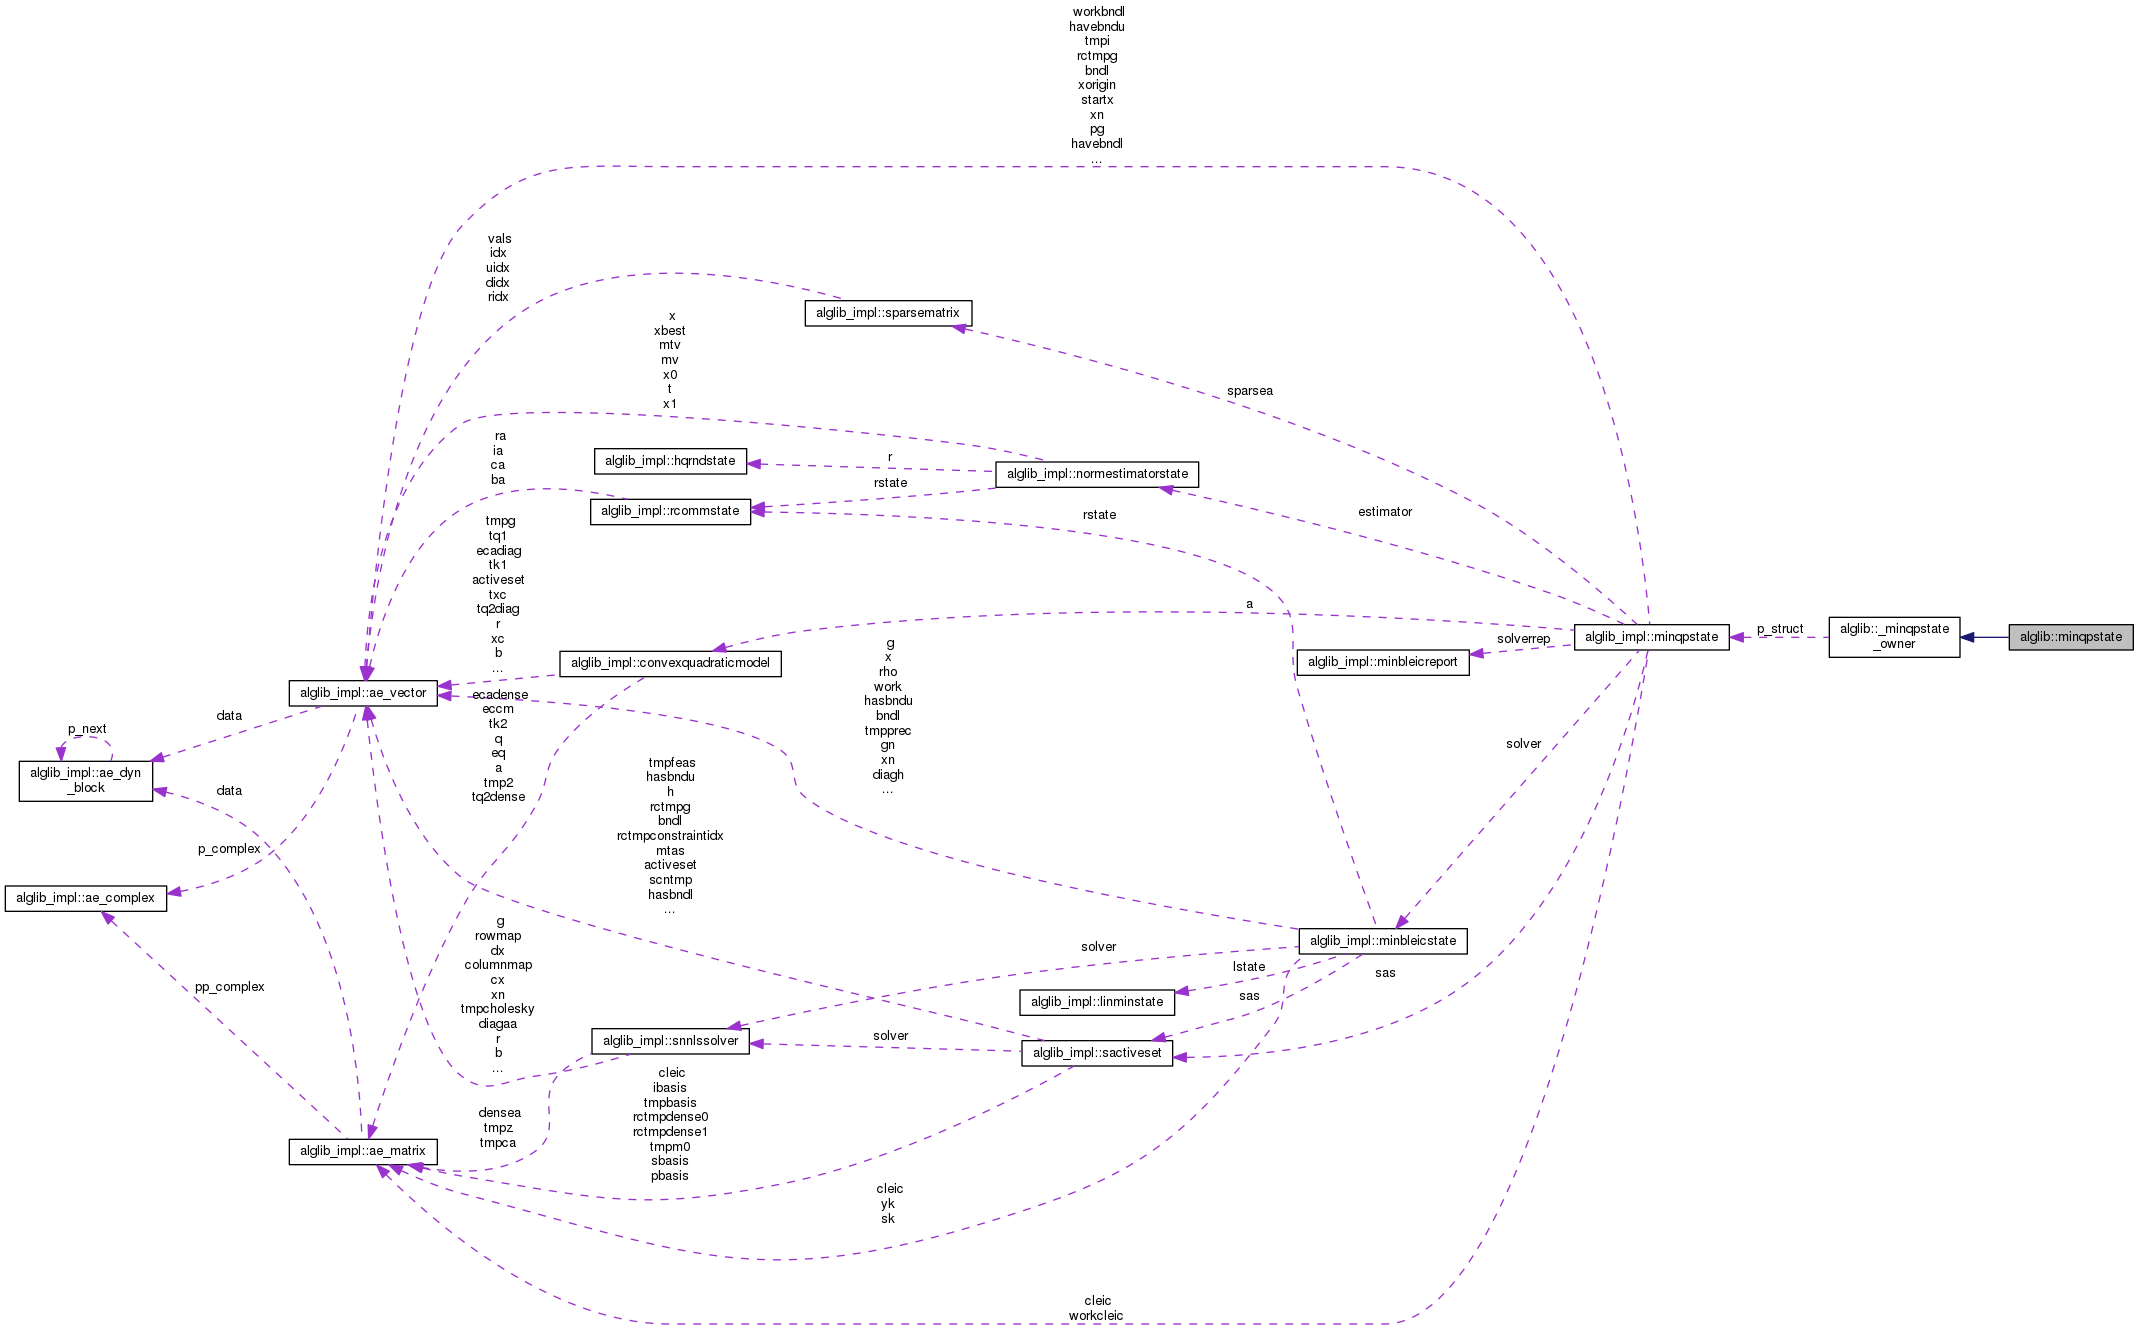 workbndl
havebndu
tmpi
rctmpg
bndl
xorigin
startx
xn
pg
havebndl
...
vals
idx
uidx
didx
ridx
alglib_impl::sparsematrix
x
xbest
mtv
mv
x0
t
x1
sparsea
ra
ia
ca
ba
alglib_impl::hqrndstate
r
alglib_impl::normestimatorstate
rstate
alglib_impl::rcommstate
rstate
estimator
tmpg
tq1
ecadiag
tk1
activeset
txc
tq2diag
r
xc
b
...
a
alglib_impl::convexquadraticmodel
g
x
rho
work
hasbndu
bndl
tmpprec
gn
xn
diagh
...
solverrep
alglib_impl::minbleicreport
alglib_impl::minqpstate
p_struct
alglib::_minqpstate
_owner
alglib::minqpstate
alglib_impl::ae_vector
ecadense
eccm
tk2
q
eq
a
tmp2
tq2dense
data
p_next
alglib_impl::ae_dyn
_block
data
solver
tmpfeas
hasbndu
h
rctmpg
bndl
rctmpconstraintidx
mtas
activeset
scntmp
hasbndl
...
p_complex
alglib_impl::ae_complex
g
rowmap
dx
columnmap
cx
xn
tmpcholesky
diagaa
r
b
...
alglib_impl::minbleicstate
solver
lstate
sas
sas
pp_complex
alglib_impl::linminstate
alglib_impl::snnlssolver
solver
alglib_impl::sactiveset
cleic
ibasis
tmpbasis
rctmpdense0
rctmpdense1
tmpm0
sbasis
pbasis
densea
tmpz
tmpca
alglib_impl::ae_matrix
cleic
yk
sk
cleic
workcleic